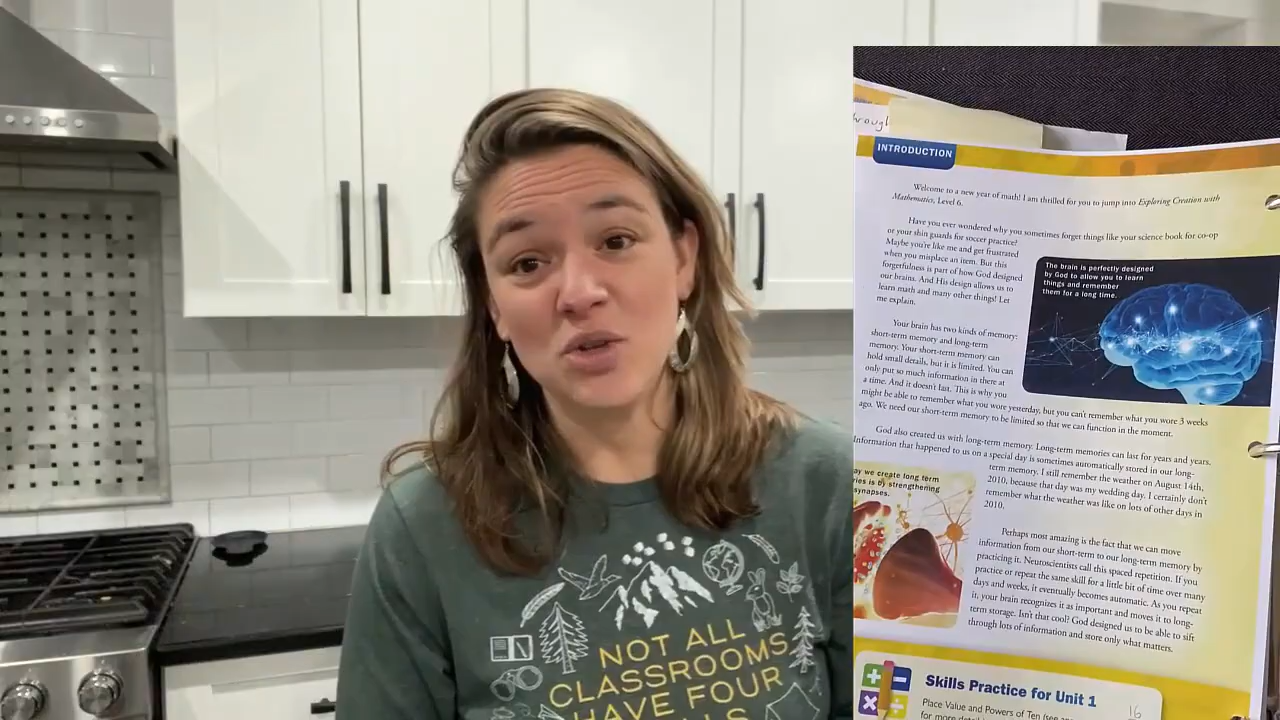 NOT ALL
CLASSROOMS
HAVE FOUR
INTRODUCTION
Welcome to a new year of math! I am thrilled for you to jump into Exploring Creation with
Mathematics, Level 6.
Have you ever wondered why you sometimes forget things like your science book for co-op
or your shin guards for soccer practice?
Maybe you're like me and get frustrated
when you misplace an item. But this
forgetfulness is part of how God designed
our brains. And His design allows us to
learn math and many other things! Let
me explain.
The brain is perfectly designed
by God to allow you to learn
things and remember
them for a long time.
Your brain has two kinds of memory:
short-term memory and long-term
memory. Your short-term memory can
hold small details, but it is limited. You can
only put so much information in there at
a time. And it doesn't last. This is why you
might be able to remember what you wore yesterday, but you can't remember what you wore 3 weeks
ago. We need our short-term memory to be limited so that we can function in the moment.
God also created us with long-term memory. Long-term memories can last for years and years.
Information that happened to us on a special day is sometimes automatically stored in our long-
term memory. I still remember the weather on August 14th,
2010, because that day was my wedding day. I certainly don't
remember what the weather was like on lots of other days in
2010.
we create long term
is by strengthening
synapses.
Perhaps most amazing is the fact that we can move
information from our short-term to our long-term memory by
practicing it. Neuroscientists call this spaced repetition. If you
practice or repeat the same skill for a little bit of time over many
days and weeks, it eventually becomes automatic. As you repeat
it, your brain recognizes it as important and moves it to long-
term storage. Isn't that cool? God designed us to be able to sift
through lots of information and store only what matters.
Skills Practice for Unit 1
Place Value and Powers of Ten (see
for more
16